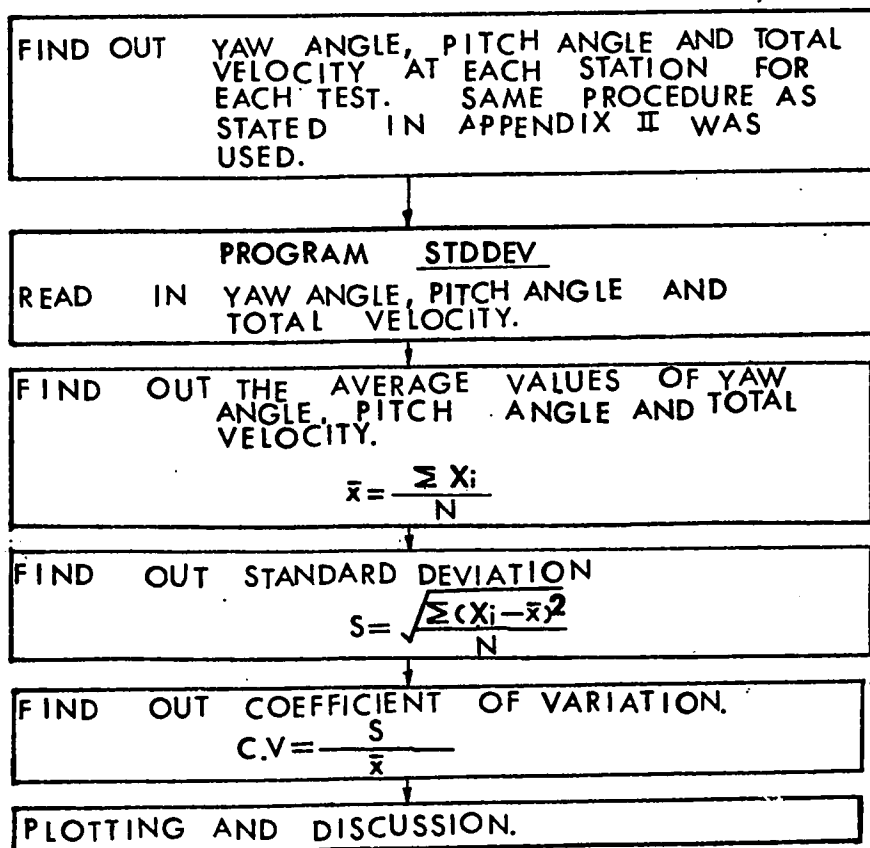 FIND OUT YAW ANGLE, PITCH ANGLE AND TOTAL
VELOCITY AT EACH STATION FOR
EACH TEST. SAME PROCEDURE AS
STATED IN APPENDIX II WAS
USED.
PROGRAM STDDEV
READ IN YAW ANGLE, PITCH ANGLE AND
TOTAL VELOCITY.
FIND OUT THE AVERAGE VALUES OF YAW
ANGLE, PITCH ANGLE AND TOTAL
VELOCITY.
x̄ = Σ Xi / N
FIND OUT STANDARD DEVIATION
S = √(Σ(Xi – x̄)² / N)
FIND OUT COEFFICIENT OF VARIATION.
C.V = S / x̄
PLOTTING AND DISCUSSION.